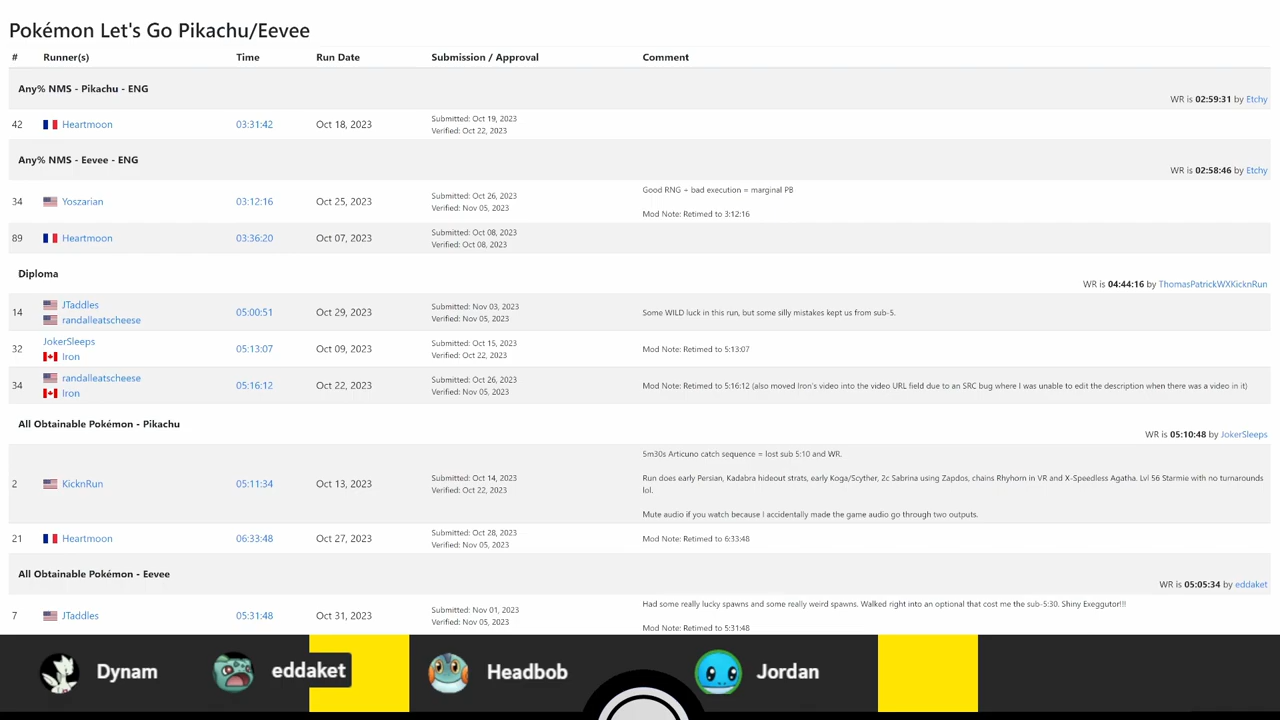 Pokémon Let's Go Pikachu/Eevee
# Runner(s) Time Run Date Submission / Approval Comment
Any% NMS - Pikachu - ENG
WR is 02:59:31 by Etchy
42 Heartmoon 03:31:42 Oct 18, 2023 Submitted: Oct 19, 2023
Verified: Oct 22, 2023
Any% NMS - Eevee - ENG
WR is 02:58:46 by Etchy
34 Yoszarian 03:12:16 Oct 25, 2023 Submitted: Oct 26, 2023
Verified: Nov 05, 2023
Good RNG + bad execution = marginal PB
Mod Note: Retimed to 3:12:16
89 Heartmoon 03:36:20 Oct 07, 2023 Submitted: Oct 08, 2023
Verified: Oct 08, 2023
Diploma
WR is 04:44:16 by ThomasPatrickWXKicknRun
14 JTaddles
randalleatscheese
05:00:51 Oct 29, 2023 Submitted: Nov 03, 2023
Verified: Nov 05, 2023
Some WILD luck in this run, but some silly mistakes kept us from sub-5.
32 JokerSleeps
Iron
05:13:07 Oct 09, 2023 Submitted: Oct 15, 2023
Verified: Oct 22, 2023
Mod Note: Retimed to 5:13:07
34 randalleatscheese
Iron
05:16:12 Oct 22, 2023 Submitted: Oct 26, 2023
Verified: Nov 05, 2023
Mod Note: Retimed to 5:16:12 (also moved Iron's video into the video URL field due to an SRC bug where I was unable to edit the description when there was a video in it)
All Obtainable Pokémon - Pikachu
WR is 05:10:48 by JokerSleeps
2 KicknRun 05:11:34 Oct 13, 2023 Submitted: Oct 14, 2023
Verified: Oct 22, 2023
5m30s Articuno catch sequence = lost sub 5:10 and WR.
Run does early Persian, Kadabra hideout strats, early Koga/Scyther, 2c Sabrina using Zapdos, chains Rhyhorn in VR and X-Speedless Agatha. Lvl 56 Starmie with no turnarounds
lol.
Mute audio if you watch because I accidentally made the game audio go through two outputs.
21 Heartmoon 06:33:48 Oct 27, 2023 Submitted: Oct 28, 2023
Verified: Nov 05, 2023
Mod Note: Retimed to 6:33:48
All Obtainable Pokémon - Eevee
WR is 05:05:34 by eddaket
7 JTaddles 05:31:48 Oct 31, 2023 Submitted: Nov 01, 2023
Verified: Nov 05, 2023
Had some really lucky spawns and some really weird spawns. Walked right into an optional that cost me the sub-5:30. Shiny Exeggutor!!!
Mod Note: Retimed to 5:31:48
Dynam eddaket Headbob Jordan